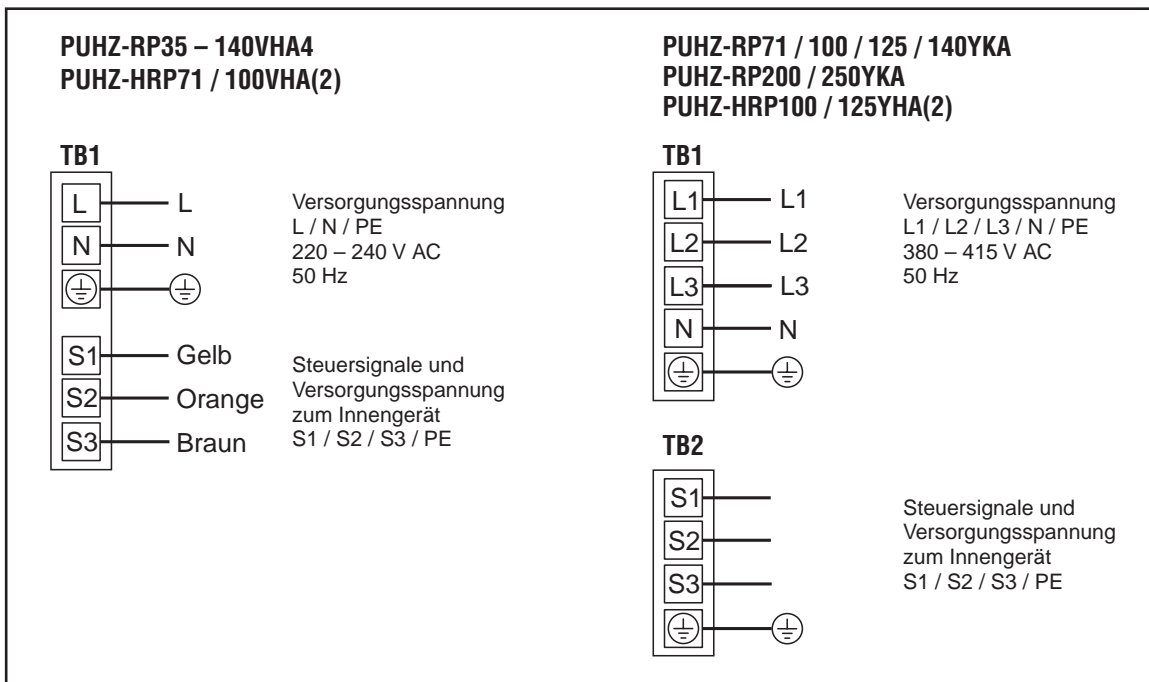 PUHZ-RP35 – 140VHA4
PUHZ-HRP71 / 100VHA(2)
TB1
L L
N N
S1 Gelb
S2 Orange
S3 Braun
Versorgungsspannung
L / N / PE
220 – 240 V AC
50 Hz
Steuersignale und
Versorgungsspannung
zum Innengerät
S1 / S2 / S3 / PE
PUHZ-RP71 / 100 / 125 / 140YKA
PUHZ-RP200 / 250YKA
PUHZ-HRP100 / 125YHA(2)
TB1
L1 L1
L2 L2
L3 L3
N N
Versorgungsspannung
L1 / L2 / L3 / N / PE
380 – 415 V AC
50 Hz
TB2
S1
S2
S3
Steuersignale und
Versorgungsspannung
zum Innengerät
S1 / S2 / S3 / PE